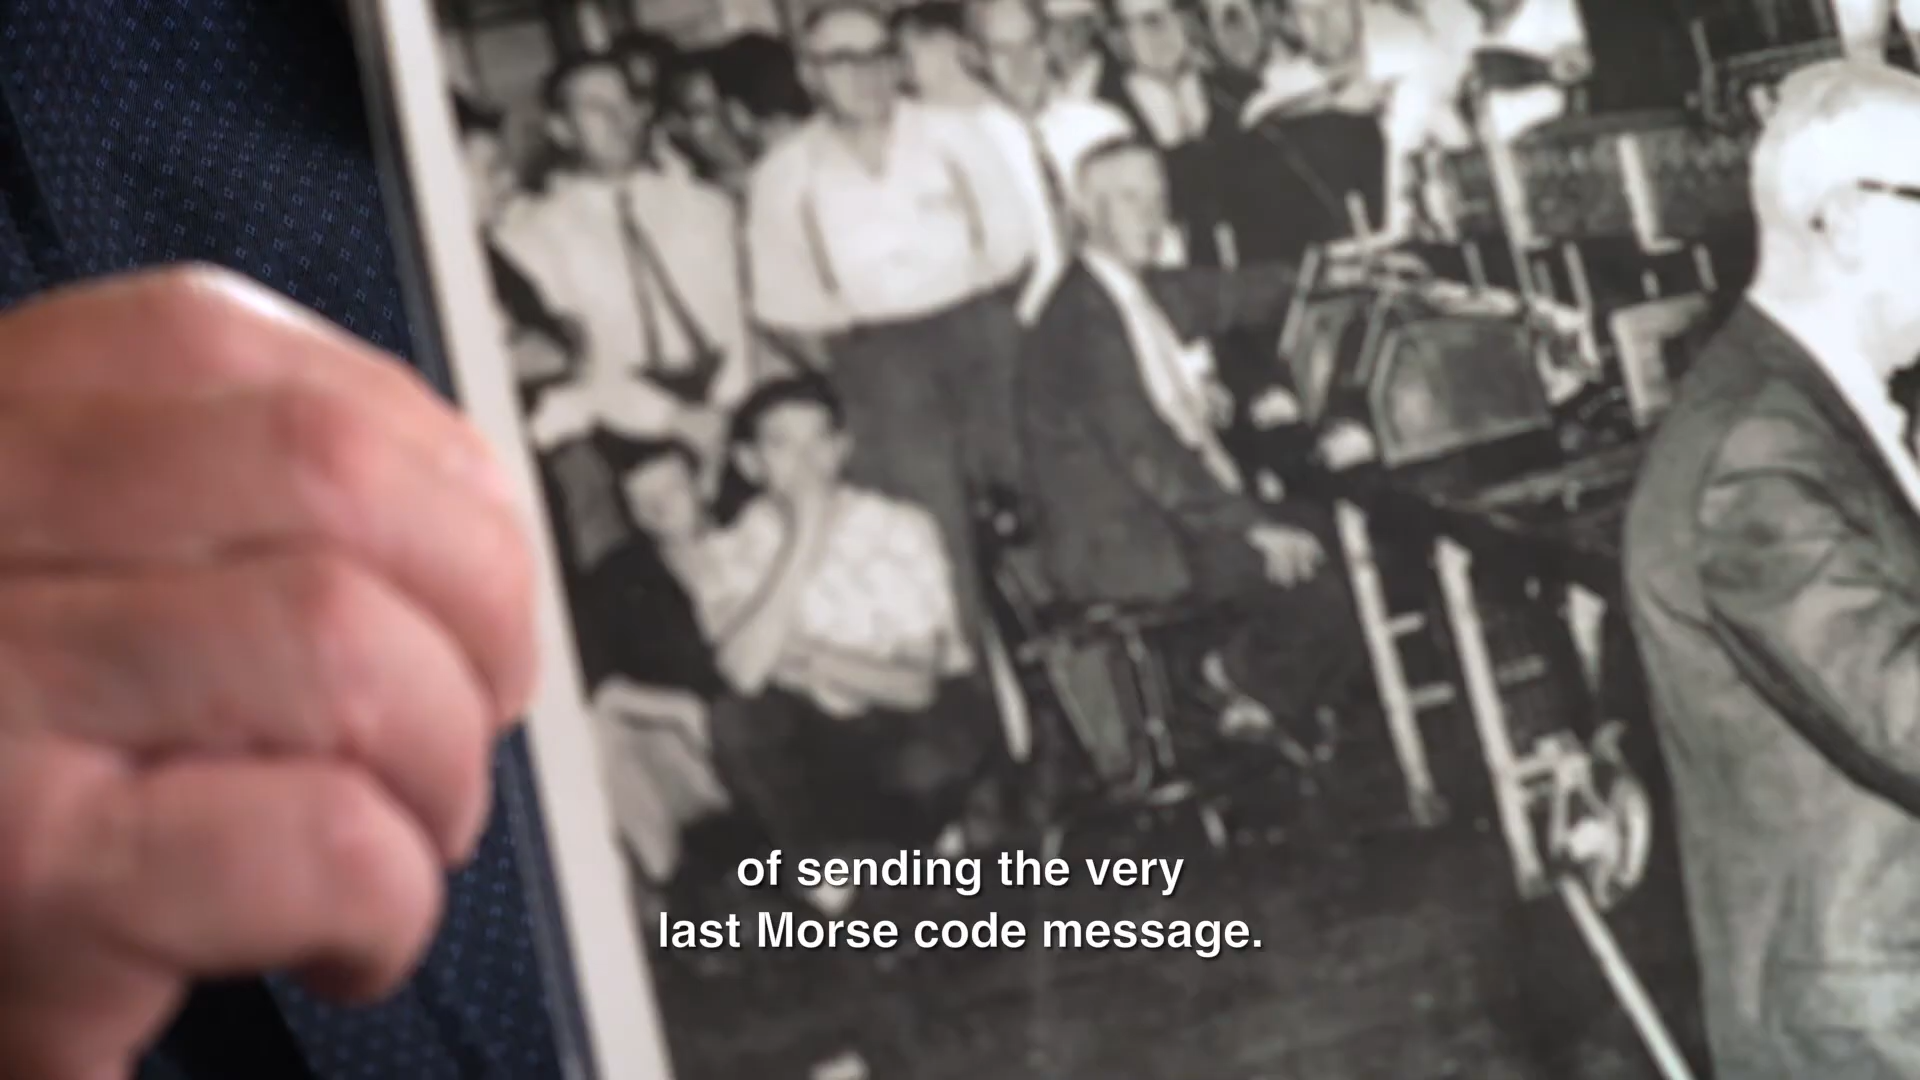 of sending the very
last Morse code message.